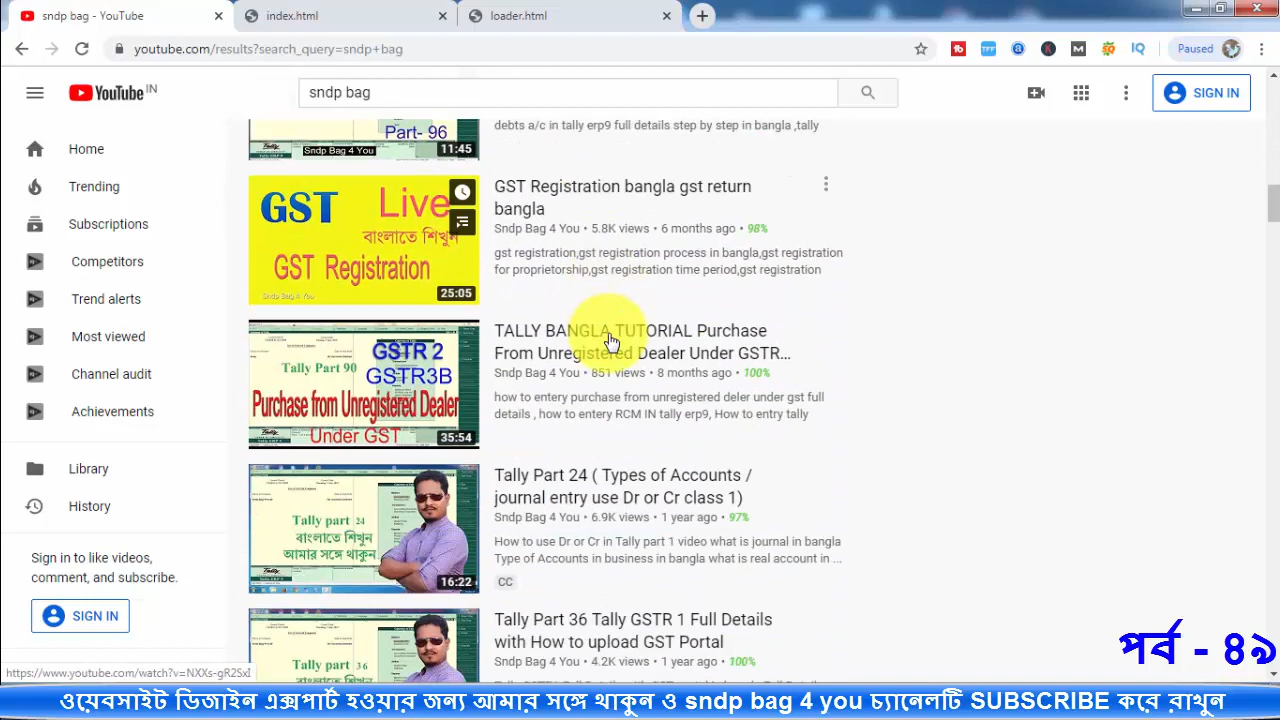 sndp bag - YouTube
index.html
loader.html
youtube.com/results?search_query=sndp+bag
Paused
YouTube IN
sndp bag
SIGN IN
Home
Trending
Subscriptions
Competitors
Trend alerts
Most viewed
Channel audit
Achievements
Library
History
Sign in to like videos,
comment, and subscribe.
SIGN IN
Part- 96
Sndp Bag 4 You
11:45
debts a/c in tally erp9 full details step by step in bangla ,tally
GST Live
বাংলাতে শিখুন
GST Registration
Sndp Bag 4 You
25:05
GST Registration bangla gst return
bangla
Sndp Bag 4 You • 5.8K views • 6 months ago • 98%
gst registration,gst registration process in bangla,gst registration
for proprietorship,gst registration time period,gst registration
GSTR 2
Tally Part 90
GSTR3B
Purchase from Unregistered Dealer
Under GST
35:54
TALLY BANGLA TUTORIAL Purchase
From Unregistered Dealer Under GSTR...
Sndp Bag 4 You • 851 views • 8 months ago • 100%
how to entery purchase from unregistered deler under gst full
details , how to entery RCM IN tally erp9, How to entry tally
Tally part 24
বাংলাতে শিখুন
আমার সঙ্গে থাকুন
16:22
Tally Part 24 ( Types of Accounts /
journal entry use Dr or Cr class 1)
Sndp Bag 4 You • 6.9K views • 1 year ago • 97%
How to use Dr or Cr in Tally part 1 video what is journal in bangla
Type of Accounts in business in bangla what is real account in ...
CC
Tally part 36
Tally part 36 Tally GSTR 1 Full Details
with how to upload GST Portal
Sndp Bag 4 You • 4.2K views • 1 year ago
পর্ব - ৪৯
https://www.youtube.com/watch?v=NXXs-gR2SxI
ওয়েবসাইট ডিজাইন এক্সপার্ট হওয়ার জন্য আমার সঙ্গে থাকুন ও sndp bag 4 you চ্যানেলটি SUBSCRIBE করে রাখুন